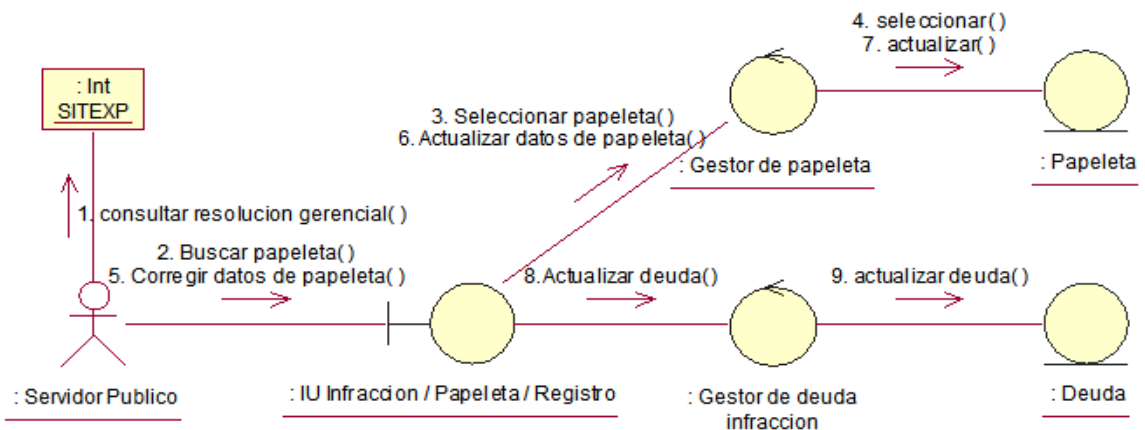 4. seleccionar()
7. actualizar()
: Int
SITEXP
3. Seleccionar papeleta()
6. Actualizar datos de papeleta()
: Gestor de papeleta
: Papeleta
1. consultar resolucion gerencial()
2. Buscar papeleta()
5. Corregir datos de papeleta()
8.Actualizar deuda()
9. actualizar deuda()
: Servidor Publico
: IU Infraccion / Papeleta / Registro
: Gestor de deuda
infraccion
: Deuda